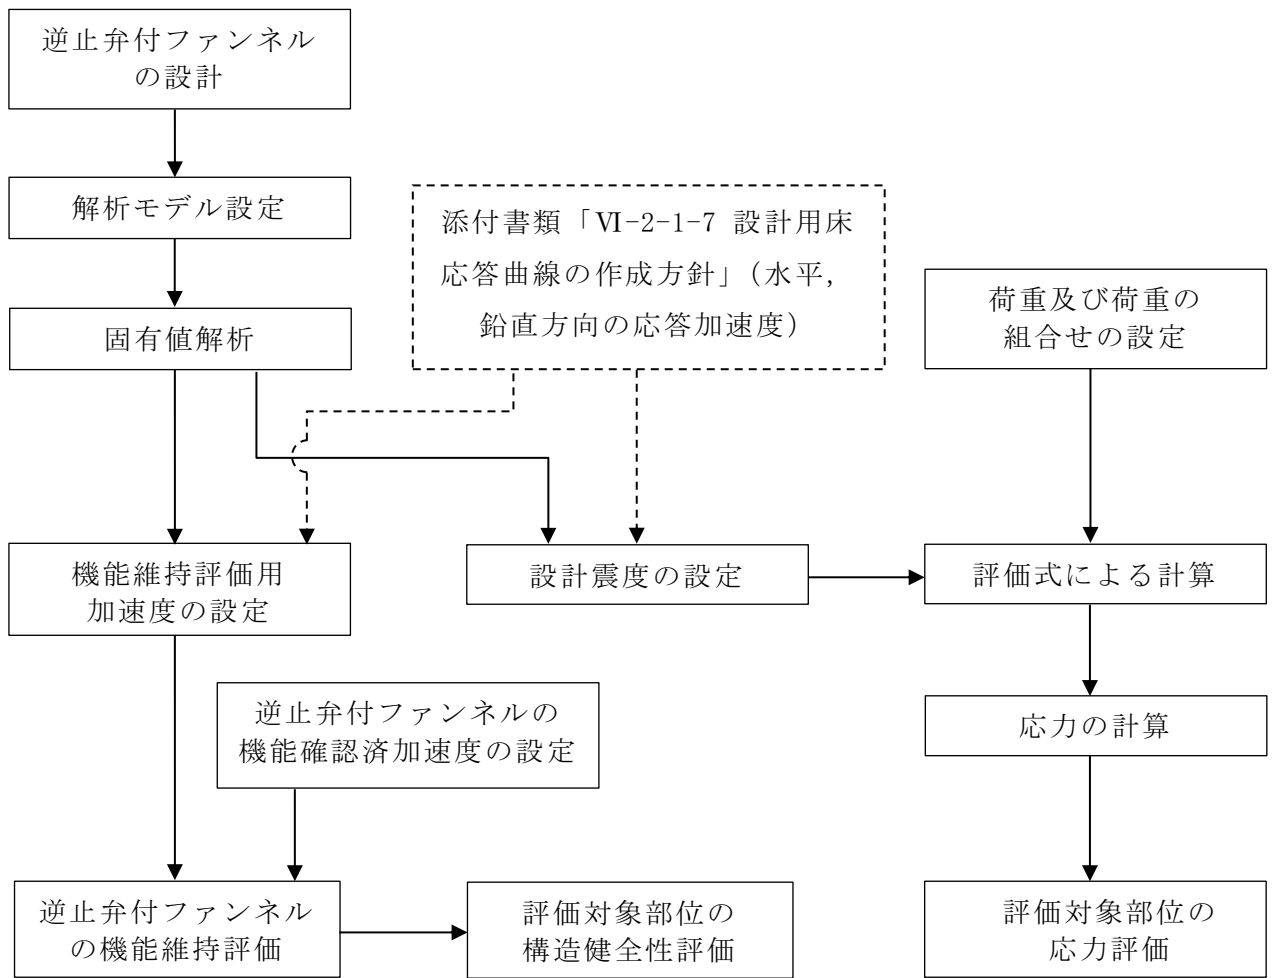 逆止弁付ファンネル
の設計
解析モデル設定
添付書類「Ⅵ-2-1-7 設計用床
応答曲線の作成方針」（水平，
鉛直方向の応答加速度）
固有値解析
荷重及び荷重の
組合せの設定
機能維持評価用
加速度の設定
設計震度の設定
評価式による計算
逆止弁付ファンネルの
機能確認済加速度の設定
応力の計算
逆止弁付ファンネル
の機能維持評価
評価対象部位の
構造健全性評価
評価対象部位の
応力評価